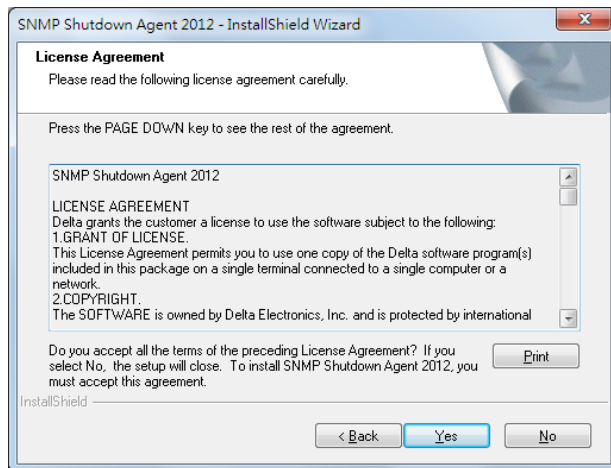 SNMP Shutdown Agent 2012 - InstallShield Wizard
License Agreement
Please read the following license agreement carefully.
Press the PAGE DOWN key to see the rest of the agreement.
SNMP Shutdown Agent 2012
LICENSE AGREEMENT
Delta grants the customer a license to use the software subject to the following:
1.GRANT OF LICENSE.
This License Agreement permits you to use one copy of the Delta software program(s)
included in this package on a single terminal connected to a single computer or a
network.
2.COPYRIGHT.
The SOFTWARE is owned by Delta Electronics, Inc. and is protected by international
Do you accept all the terms of the preceding License Agreement? If you
select No, the setup will close. To install SNMP Shutdown Agent 2012, you
must accept this agreement.
Print
InstallShield
< Back Yes No